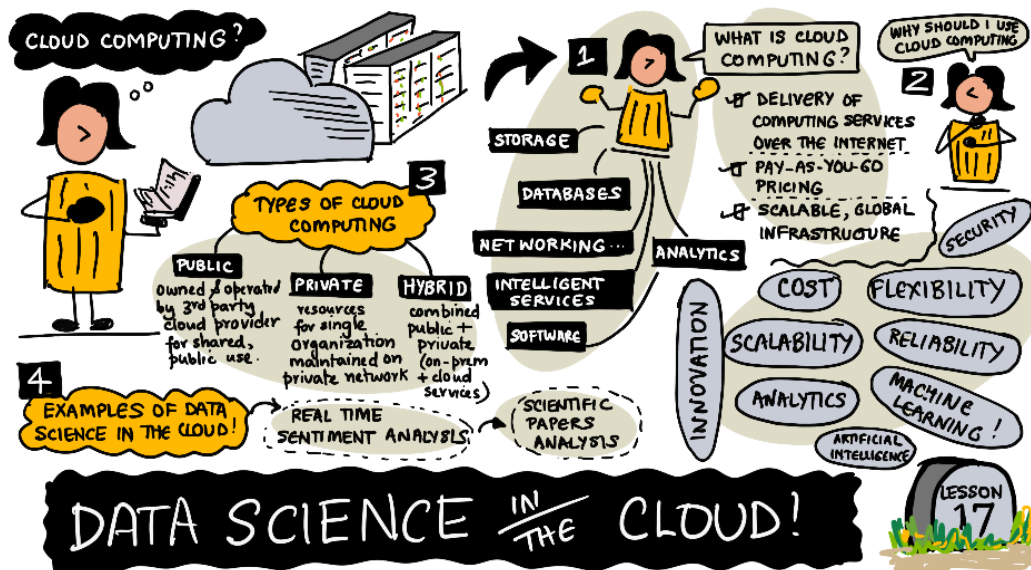 CLOUD COMPUTING?
1
WHAT IS CLOUD
COMPUTING?
DELIVERY OF
COMPUTING SERVICES
OVER THE INTERNET
PAY-AS-YOU-GO
PRICING
SCALABLE, GLOBAL
INFRASTRUCTURE
STORAGE
DATABASES
NETWORKING...
INTELLIGENT
SERVICES
SOFTWARE
ANALYTICS
WHY SHOULD I USE
CLOUD COMPUTING
2
SECURITY
COST
FLEXIBILITY
INNOVATION
SCALABILITY
RELIABILITY
ANALYTICS
MACHINE
LEARNING!
ARTIFICIAL
INTELLIGENCE
3
TYPES OF CLOUD
COMPUTING
PUBLIC
owned & operated
by 3rd party
cloud provider
for shared,
public use.
PRIVATE
resources
for single
organization
maintained on
private network
HYBRID
combined
public +
private
(on-prem
+ cloud
services)
4
EXAMPLES OF DATA
SCIENCE IN THE CLOUD!
REAL TIME
SENTIMENT ANALYSIS
SCIENTIFIC
PAPERS
ANALYSIS
DATA SCIENCE IN THE CLOUD!
LESSON
17